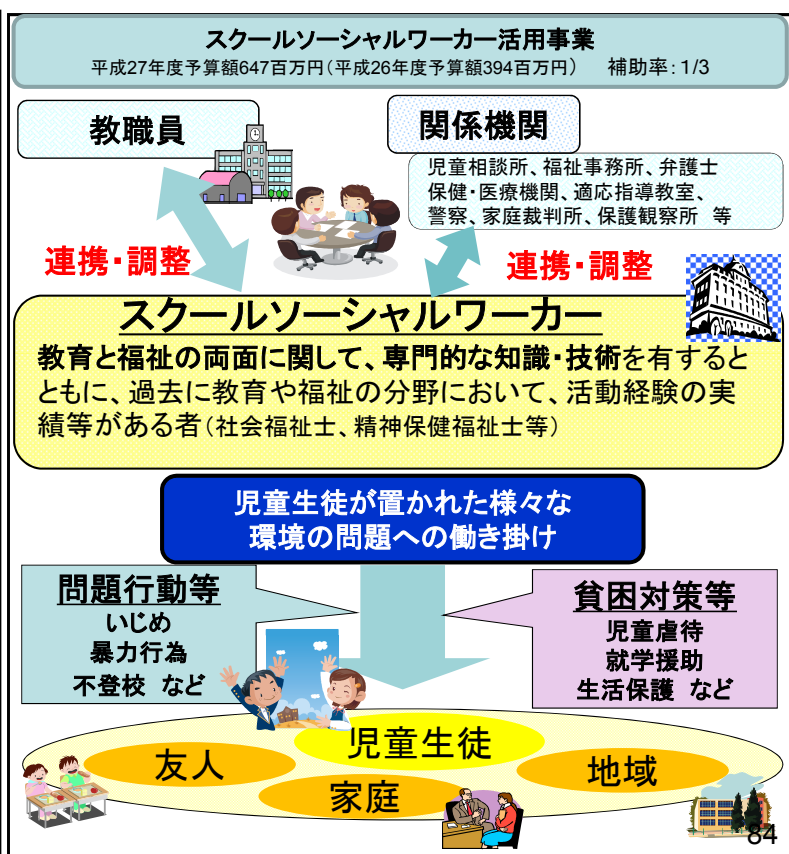 スクールソーシャルワーカー活用事業
平成27年度予算額647百万円(平成26年度予算額394百万円) 補助率:1/3
教職員
関係機関
児童相談所、福祉事務所、弁護士
保健・医療機関、適応指導教室、
警察、家庭裁判所、保護観察所 等
連携・調整
連携・調整
スクールソーシャルワーカー
教育と福祉の両面に関して、専門的な知識・技術を有すると
ともに、過去に教育や福祉の分野において、活動経験の実
績等がある者(社会福祉士、精神保健福祉士等)
児童生徒が置かれた様々な
環境の問題への働き掛け
問題行動等
いじめ
暴力行為
不登校 など
貧困対策等
児童虐待
就学援助
生活保護 など
児童生徒
友人
地域
家庭
84